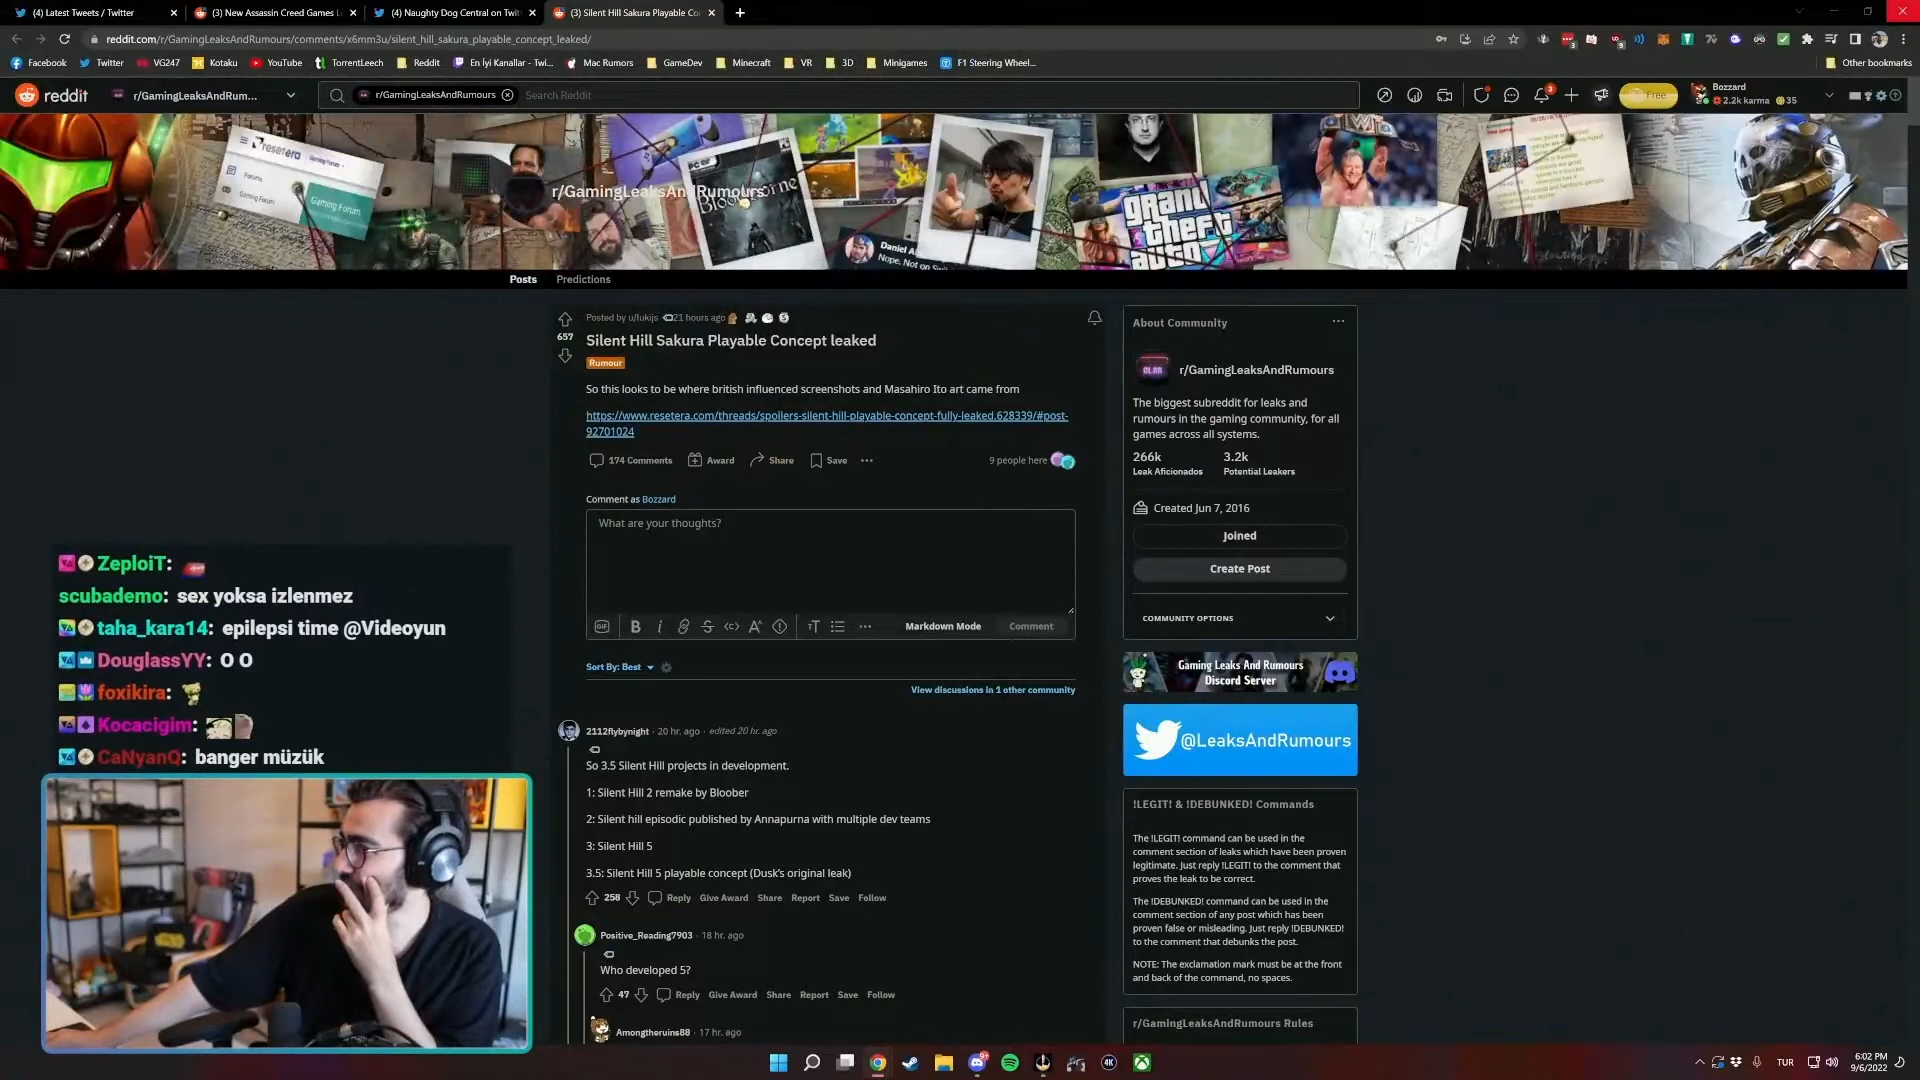 (4) Latest Tweets / Twitter
(3) New Assassin Creed Games L
(4) Naughty Dog Central on Twit
(3) Silent Hill Sakura Playable Co
reddit.com/r/GamingLeaksAndRumours/comments/x6mm3u/silent_hill_sakura_playable_concept_leaked/
Facebook
Twitter
VG247
Kotaku
YouTube
TorrentLeech
Reddit
En İyi Kanallar - Twi...
Mac Rumors
GameDev
Minecraft
VR
3D
Minigames
F1 Steering Wheel...
Other bookmarks
reddit
r/GamingLeaksAndRum...
r/GamingLeaksAndRumours
Search Reddit
Free
Bozzard
2.2k karma
35
resetera
Forums
Gaming Forum
Gaming Forum
r/GamingLeaksAndRumours
grand
theft
auto
Posts
Predictions
657
Posted by u/lukijs
21 hours ago
Silent Hill Sakura Playable Concept leaked
Rumour
So this looks to be where british influenced screenshots and Masahiro Ito art came from
https://www.resetera.com/threads/spoilers-silent-hill-playable-concept-fully-leaked.628339/#post-
92701024
174 Comments
Award
Share
Save
9 people here
Comment as Bozzard
What are your thoughts?
Markdown Mode
Comment
Sort By: Best
View discussions in 1 other community
2112flybynight · 20 hr. ago · edited 20 hr. ago
So 3.5 Silent Hill projects in development.
1: Silent Hill 2 remake by Bloober
2: Silent hill episodic published by Annapurna with multiple dev teams
3: Silent Hill 5
3.5: Silent Hill 5 playable concept (Dusk's original leak)
258
Reply
Give Award
Share
Report
Save
Follow
Positive_Reading7903 · 18 hr. ago
Who developed 5?
47
Reply
Give Award
Share
Report
Save
Follow
Amongtheruins88 · 17 hr. ago
About Community
r/GamingLeaksAndRumours
The biggest subreddit for leaks and
rumours in the gaming community, for all
games across all systems.
266k
3.2k
Leak Aficionados
Potential Leakers
Created Jun 7, 2016
Joined
Create Post
COMMUNITY OPTIONS
Gaming Leaks And Rumours
Discord Server
@LeaksAndRumours
!LEGIT! & !DEBUNKED! Commands
The !LEGIT! command can be used in the
comment section of leaks which have been proven
legitimate. Just reply !LEGIT! to the comment that
proves the leak to be correct.
The !DEBUNKED! command can be used in the
comment section of any post which has been
proven false or misleading. Just reply !DEBUNKED!
to the comment that debunks the post.
NOTE: The exclamation mark must be at the front
and back of the command, no spaces.
r/GamingLeaksAndRumours Rules
ZeploiT:
scubademo: sex yoksa izlenmez
taha_kara14: epilepsi time @Videoyun
DouglassYY: O O
foxikira:
Kocacigim:
CaNyanQ: banger müzük
TUR
6:02 PM
9/6/2022